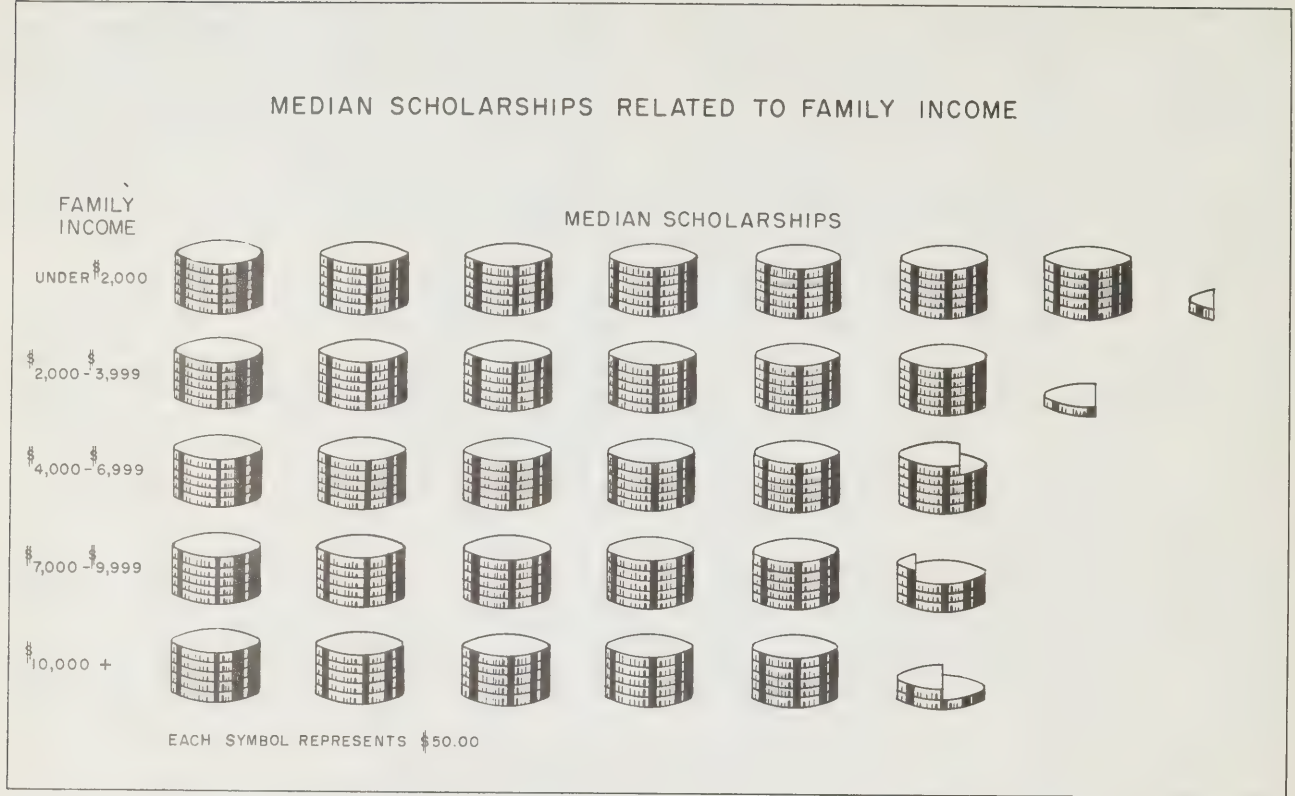 MEDIAN SCHOLARSHIPS RELATED TO FAMILY INCOME
FAMILY
INCOME
MEDIAN SCHOLARSHIPS
UNDER $2,000
$2,000-$3,999
$4,000-$6,999
$7,000-$9,999
$10,000 +
EACH SYMBOL REPRESENTS $50.00